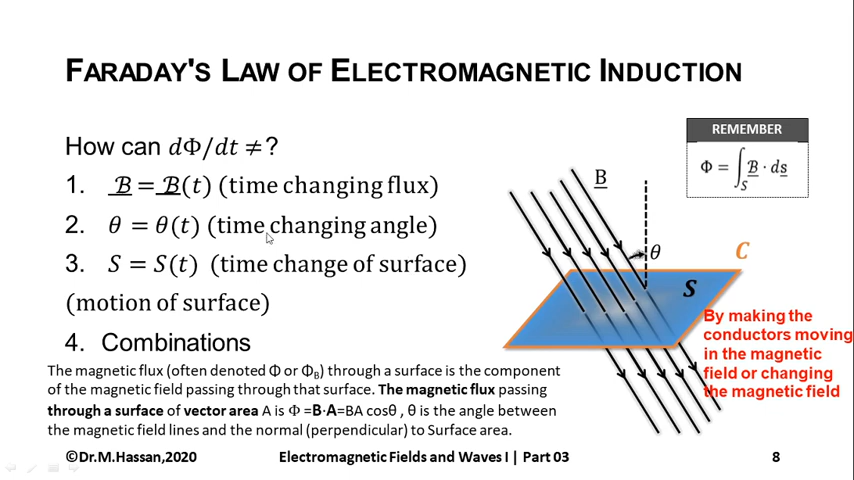 FARADAY'S LAW OF ELECTROMAGNETIC INDUCTION
How can dΦ/dt ≠?
1. ℬ = ℬ(t) (time changing flux)
2. θ = θ(t) (time changing angle)
3. S = S(t) (time change of surface)
(motion of surface)
4. Combinations
The magnetic flux (often denoted Φ or Φ_B) through a surface is the component
of the magnetic field passing through that surface. The magnetic flux passing
through a surface of vector area A is Φ =B·A=BA cosθ , θ is the angle between
the magnetic field lines and the normal (perpendicular) to Surface area.
REMEMBER
Φ = ∫_S ℬ · ds
B
θ
C
S
By making the
conductors moving
in the magnetic
field or changing
the magnetic field
©Dr.M.Hassan,2020
Electromagnetic Fields and Waves I | Part 03
8